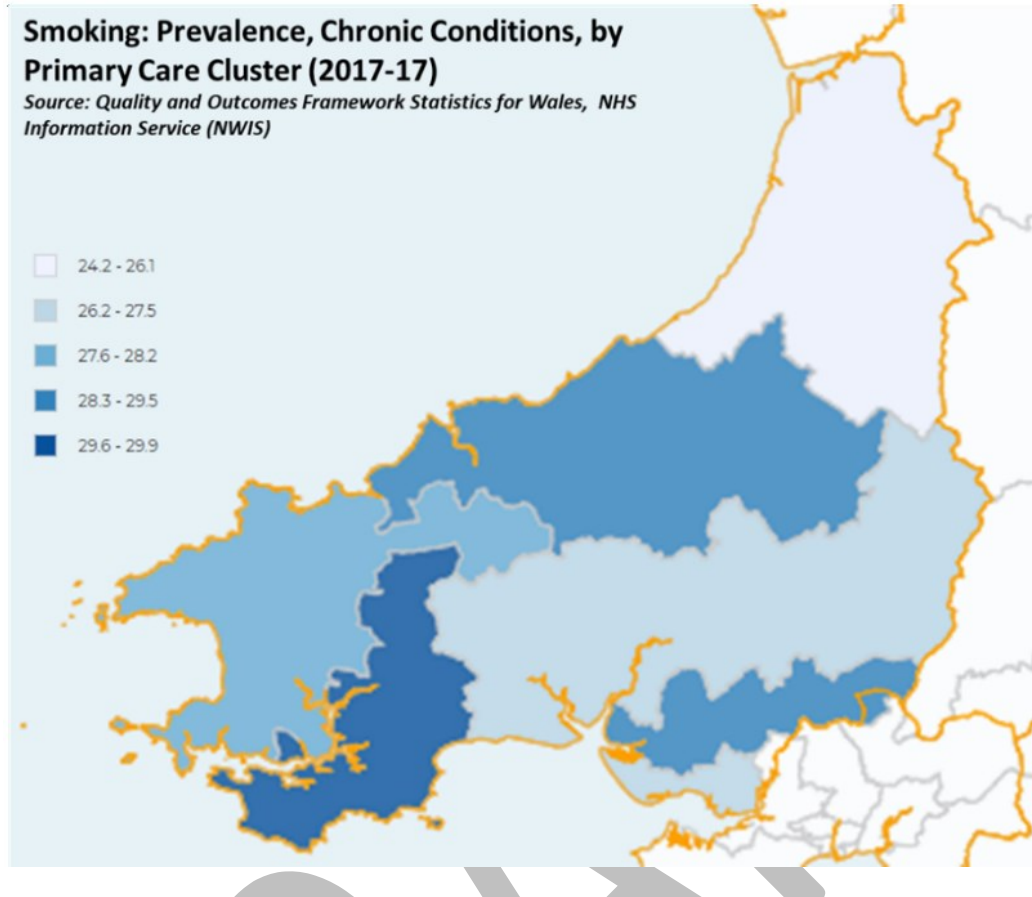 Smoking: Prevalence, Chronic Conditions, by
Primary Care Cluster (2017-17)
Source: Quality and Outcomes Framework Statistics for Wales,  NHS
Information Service (NWIS)
24.2 - 26.1
26.2 - 27.5
27.6 - 28.2
28.3 - 29.5
29.6 - 29.9